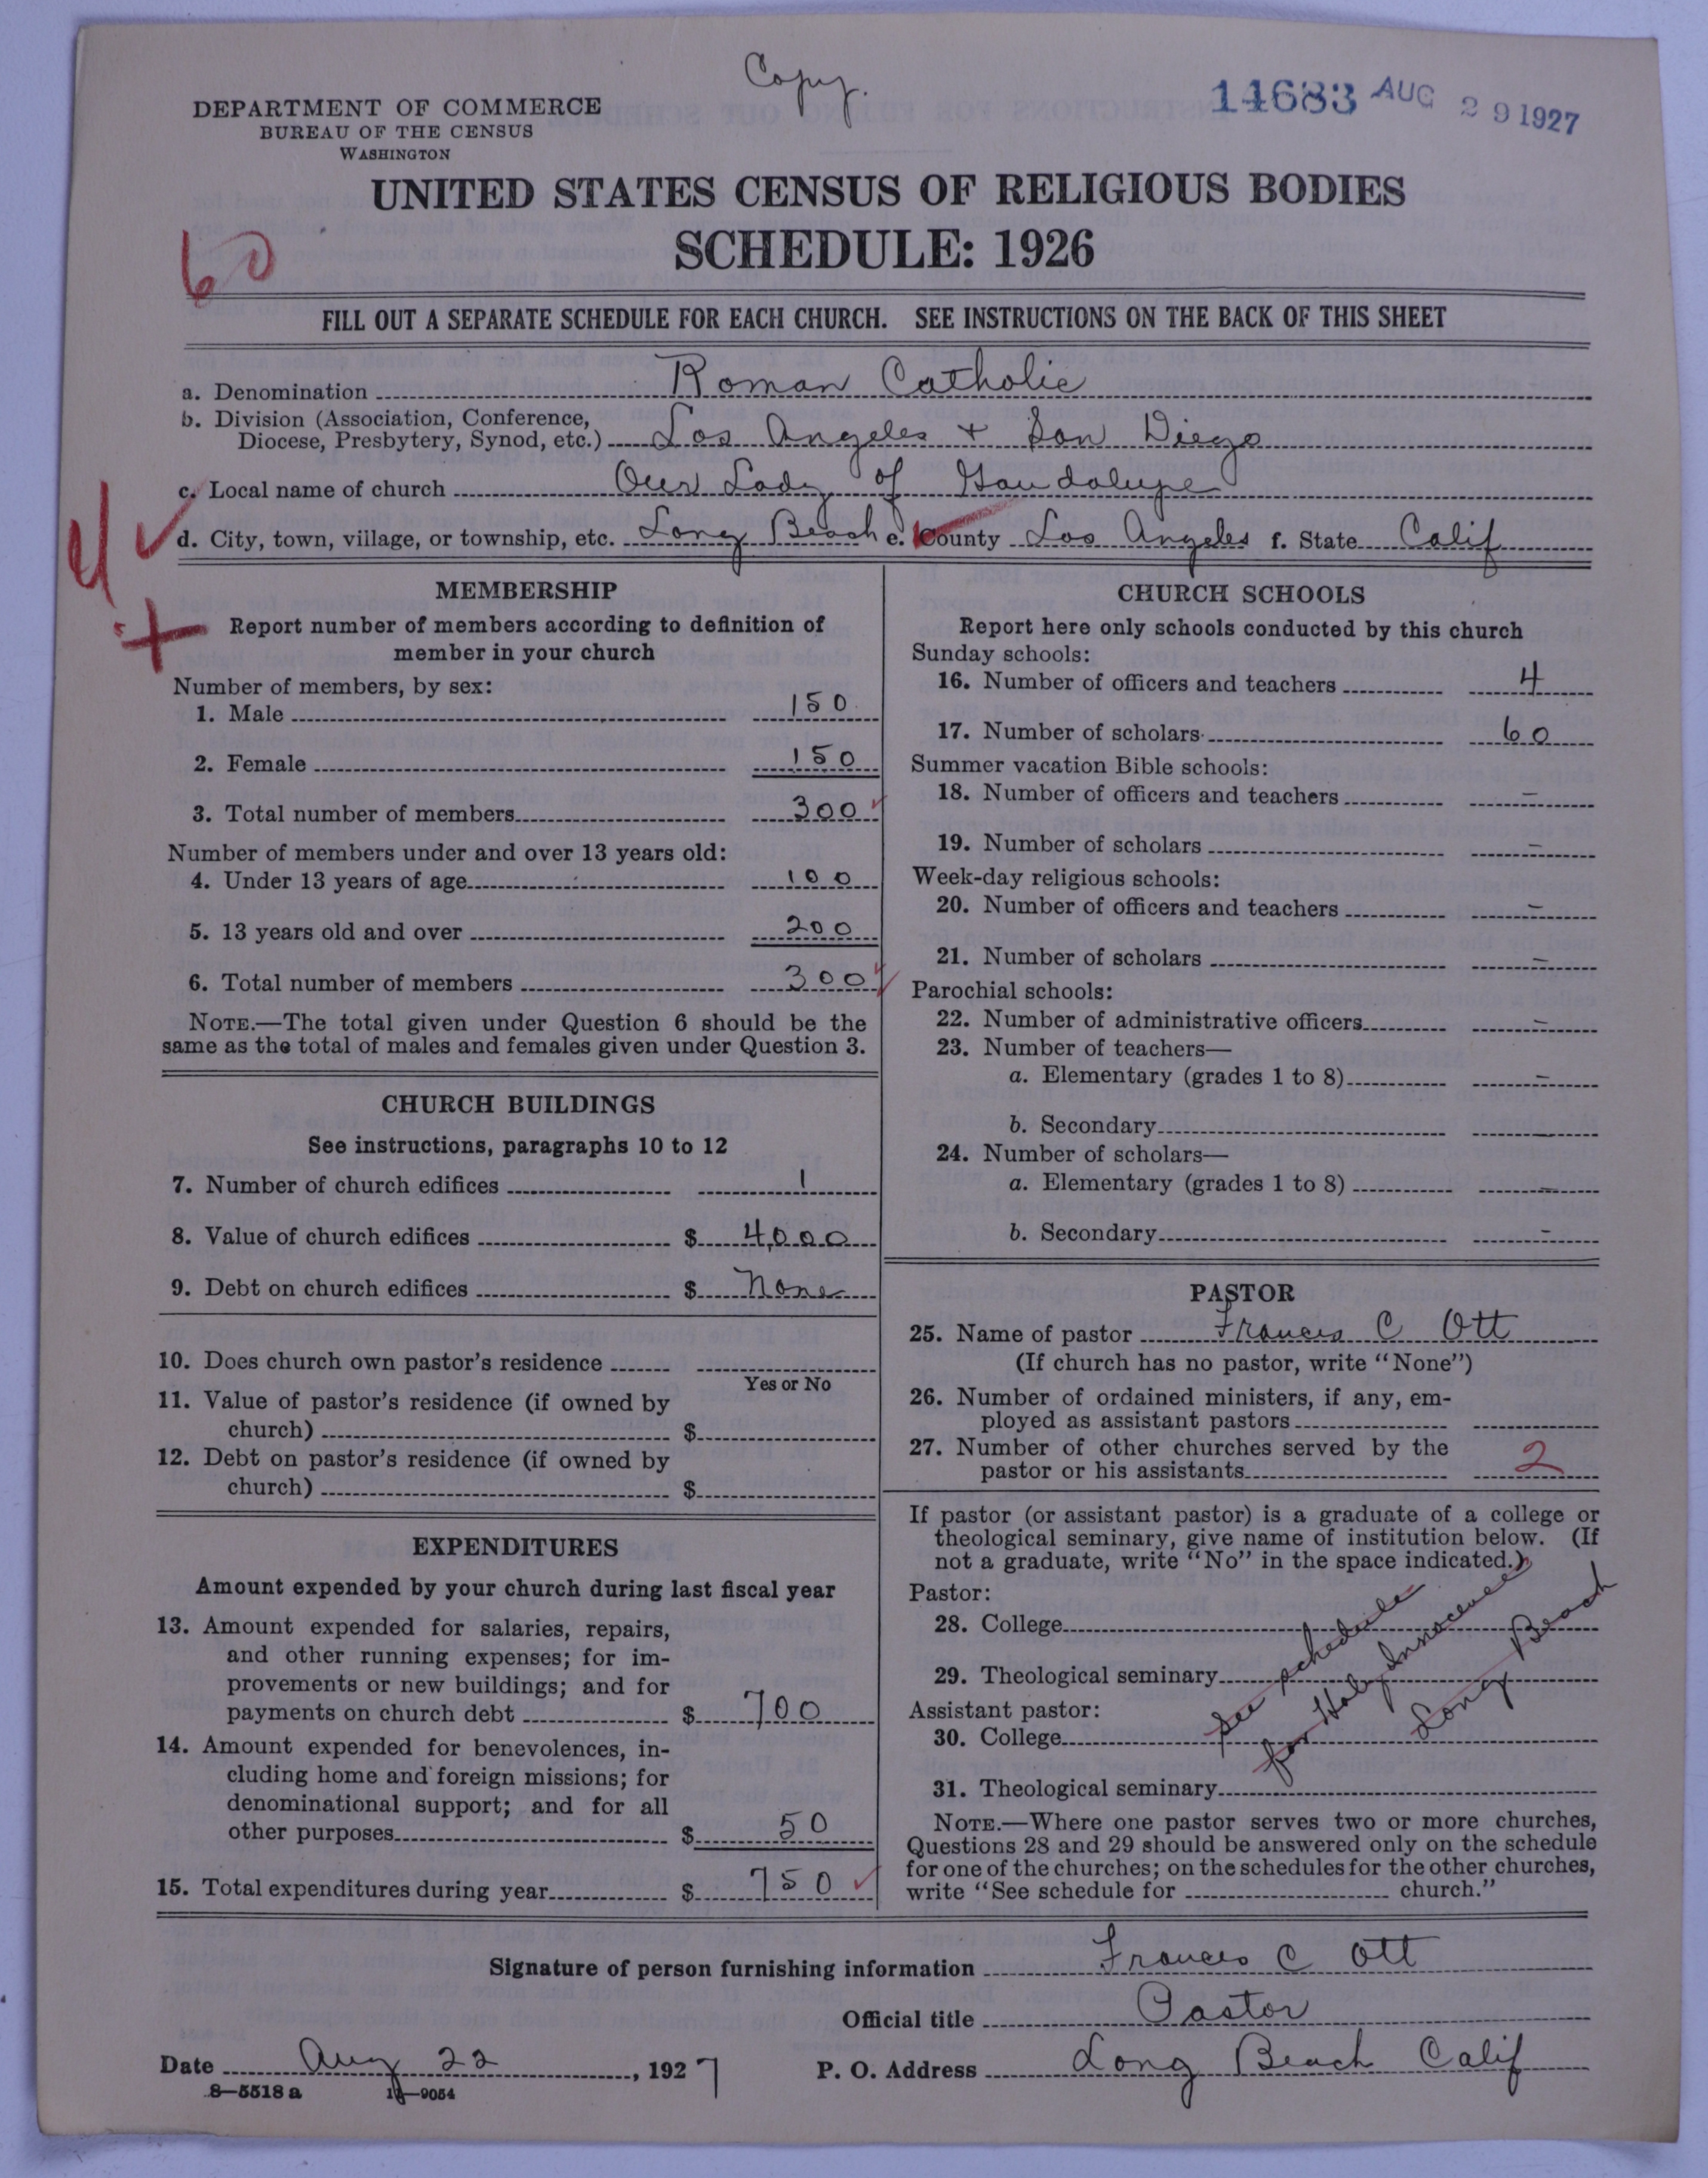 Copy.
14683 AUG 29 1927
DEPARTMENT OF COMMERCE
BUREAU OF THE CENSUS
WASHINGTON
UNITED STATES CENSUS OF RELIGIOUS BODIES
SCHEDULE: 1926
60
FILL OUT A SEPARATE SCHEDULE FOR EACH CHURCH. SEE INSTRUCTIONS ON THE BACK OF THIS SHEET
a. Denomination Roman Catholic
b. Division (Association, Conference,
Diocese, Presbytery, Synod, etc.) Los Angeles + San Diego
c. Local name of church Our Lady of Gaudalupe
d. City, town, village, or township, etc. Long Beach e. County Los Angeles f. State Calif
4
+
MEMBERSHIP
Report number of members according to definition of
member in your church
Number of members, by sex:
1. Male 150
2. Female 150
3. Total number of members 300
Number of members under and over 13 years old:
4. Under 13 years of age 100
5. 13 years old and over 200
6. Total number of members 300
NOTE.—The total given under Question 6 should be the
same as the total of males and females given under Question 3.
CHURCH BUILDINGS
See instructions, paragraphs 10 to 12
7. Number of church edifices 1
8. Value of church edifices $ 4,000
9. Debt on church edifices $ None
10. Does church own pastor's residence
Yes or No
11. Value of pastor's residence (if owned by
church) $
12. Debt on pastor's residence (if owned by
church) $
EXPENDITURES
Amount expended by your church during last fiscal year
13. Amount expended for salaries, repairs,
and other running expenses; for im-
provements or new buildings; and for
payments on church debt $ 700
14. Amount expended for benevolences, in-
cluding home and foreign missions; for
denominational support; and for all
other purposes $ 50
15. Total expenditures during year $ 750
CHURCH SCHOOLS
Report here only schools conducted by this church
Sunday schools:
16. Number of officers and teachers 4
17. Number of scholars 60
Summer vacation Bible schools:
18. Number of officers and teachers –
19. Number of scholars –
Week-day religious schools:
20. Number of officers and teachers –
21. Number of scholars –
Parochial schools:
22. Number of administrative officers –
23. Number of teachers—
a. Elementary (grades 1 to 8) –
b. Secondary –
24. Number of scholars—
a. Elementary (grades 1 to 8) –
b. Secondary –
PASTOR
25. Name of pastor Francis C Ott
(If church has no pastor, write "None")
26. Number of ordained ministers, if any, em-
ployed as assistant pastors
27. Number of other churches served by the
pastor or his assistants 2
If pastor (or assistant pastor) is a graduate of a college or
theological seminary, give name of institution below. (If
not a graduate, write "No" in the space indicated.)
Pastor:
28. College
29. Theological seminary
Assistant pastor:
30. College
31. Theological seminary
See schedule
for Holy Innocence
Long Beach
NOTE.—Where one pastor serves two or more churches,
Questions 28 and 29 should be answered only on the schedule
for one of the churches; on the schedules for the other churches,
write "See schedule for church."
Signature of person furnishing information Francis C Ott
Official title Pastor
Date Aug 22, 1927 P. O. Address Long Beach Calif
8—5518 a 11—9054